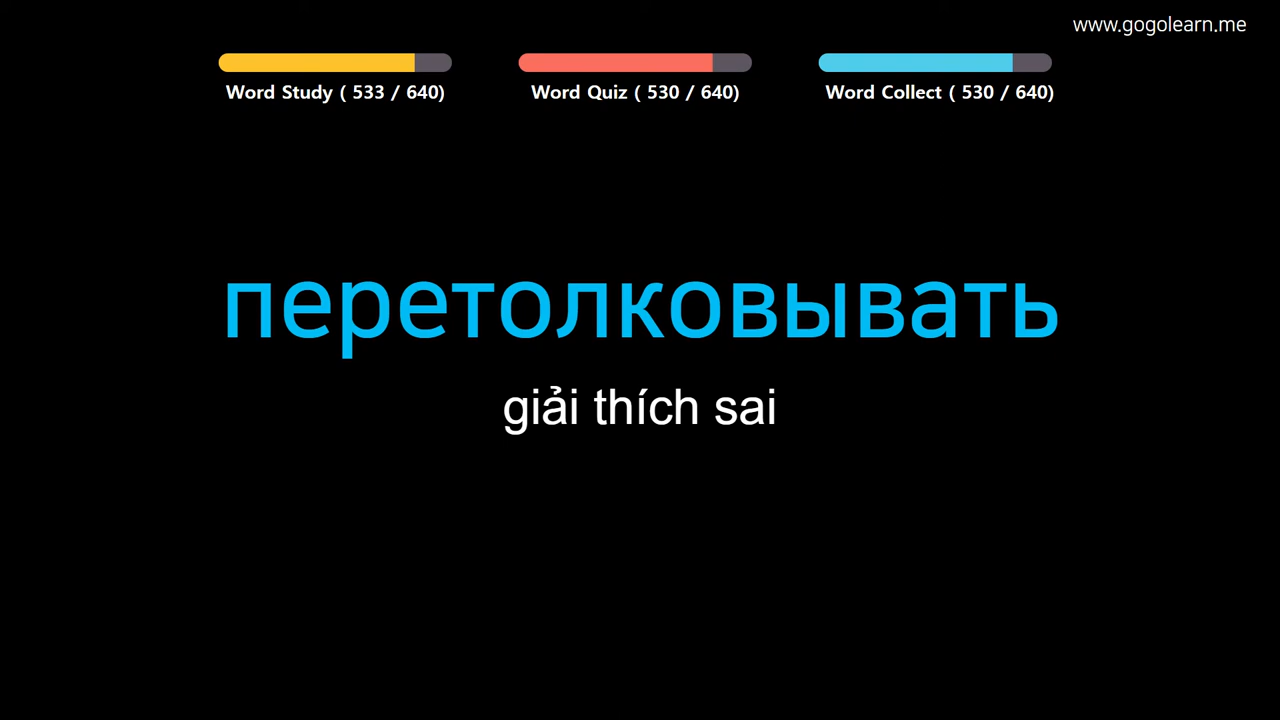 www.gogolearn.me
Word Study ( 533 / 640)
Word Quiz ( 530 / 640)
Word Collect ( 530 / 640)
перетолковывать
giải thích sai